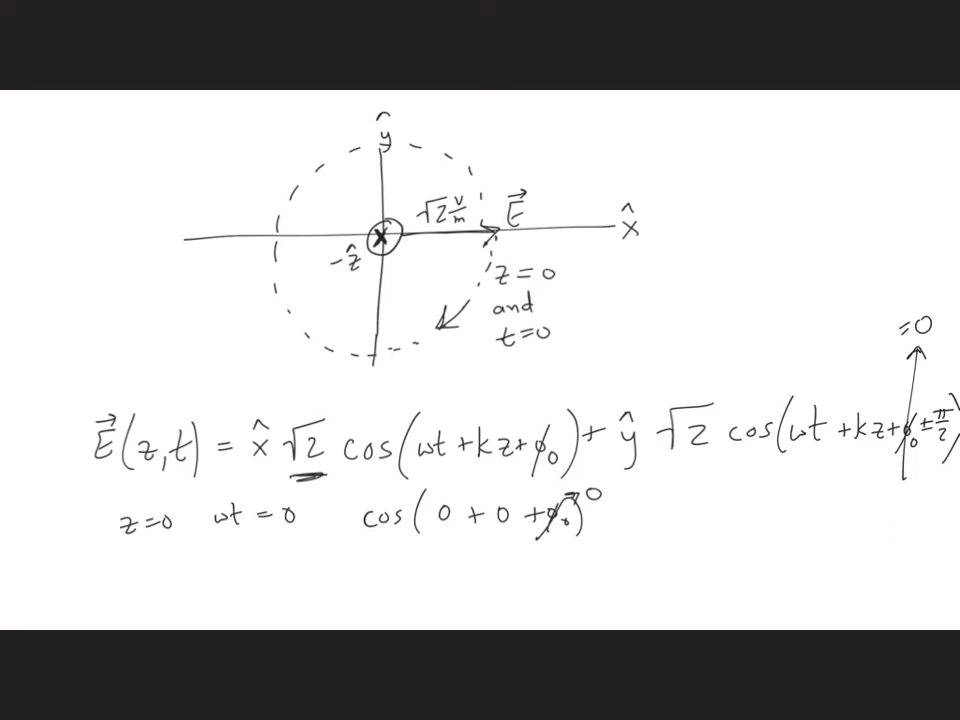 ŷ
√2 V/m E⃗ x̂
X
-ẑ
z = 0
and
t = 0
= 0
E⃗(z,t) = x̂ √2 cos(ωt + kz + ϕ₀) + ŷ √2 cos(ωt + kz + ϕ₀ ± π/2)
z = 0 ωt = 0 cos(0 + 0 + ϕ₀) 0